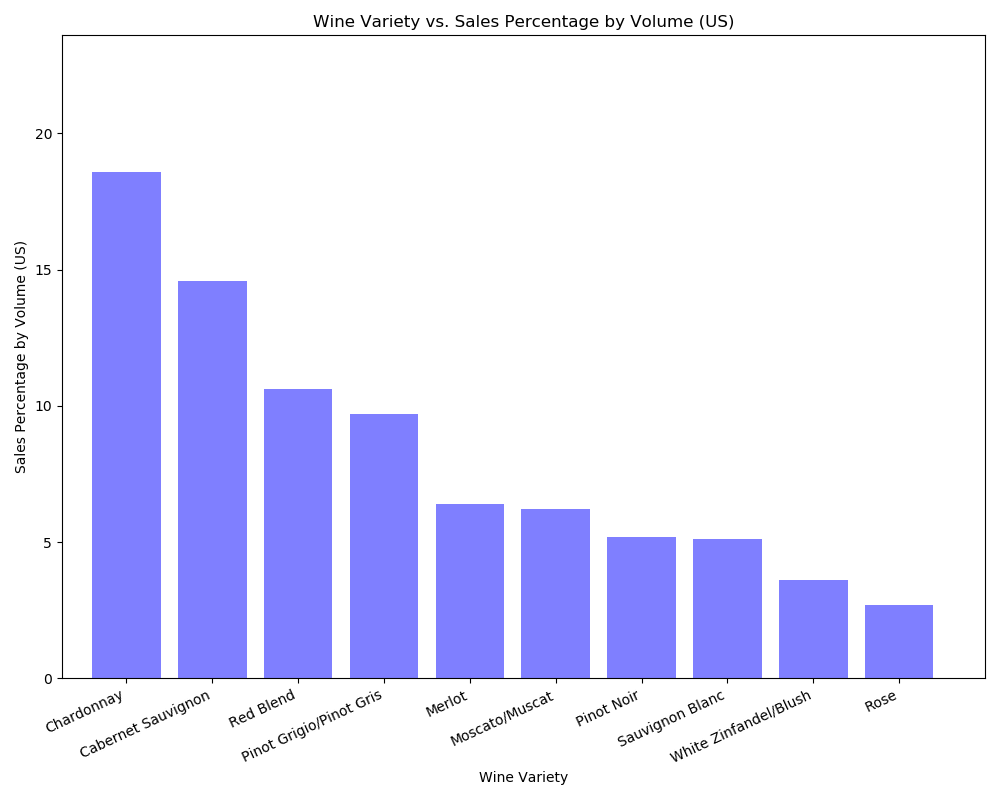 Wine Variety vs. Sales Percentage by Volume (US)
Sales Percentage by Volume (US)
20
15
10
5
0
Chardonnay
Cabernet Sauvignon
Red Blend
Pinot Grigio/Pinot Gris
Merlot
Moscato/Muscat
Pinot Noir
Sauvignon Blanc
White Zinfandel/Blush
Rose
Wine Variety